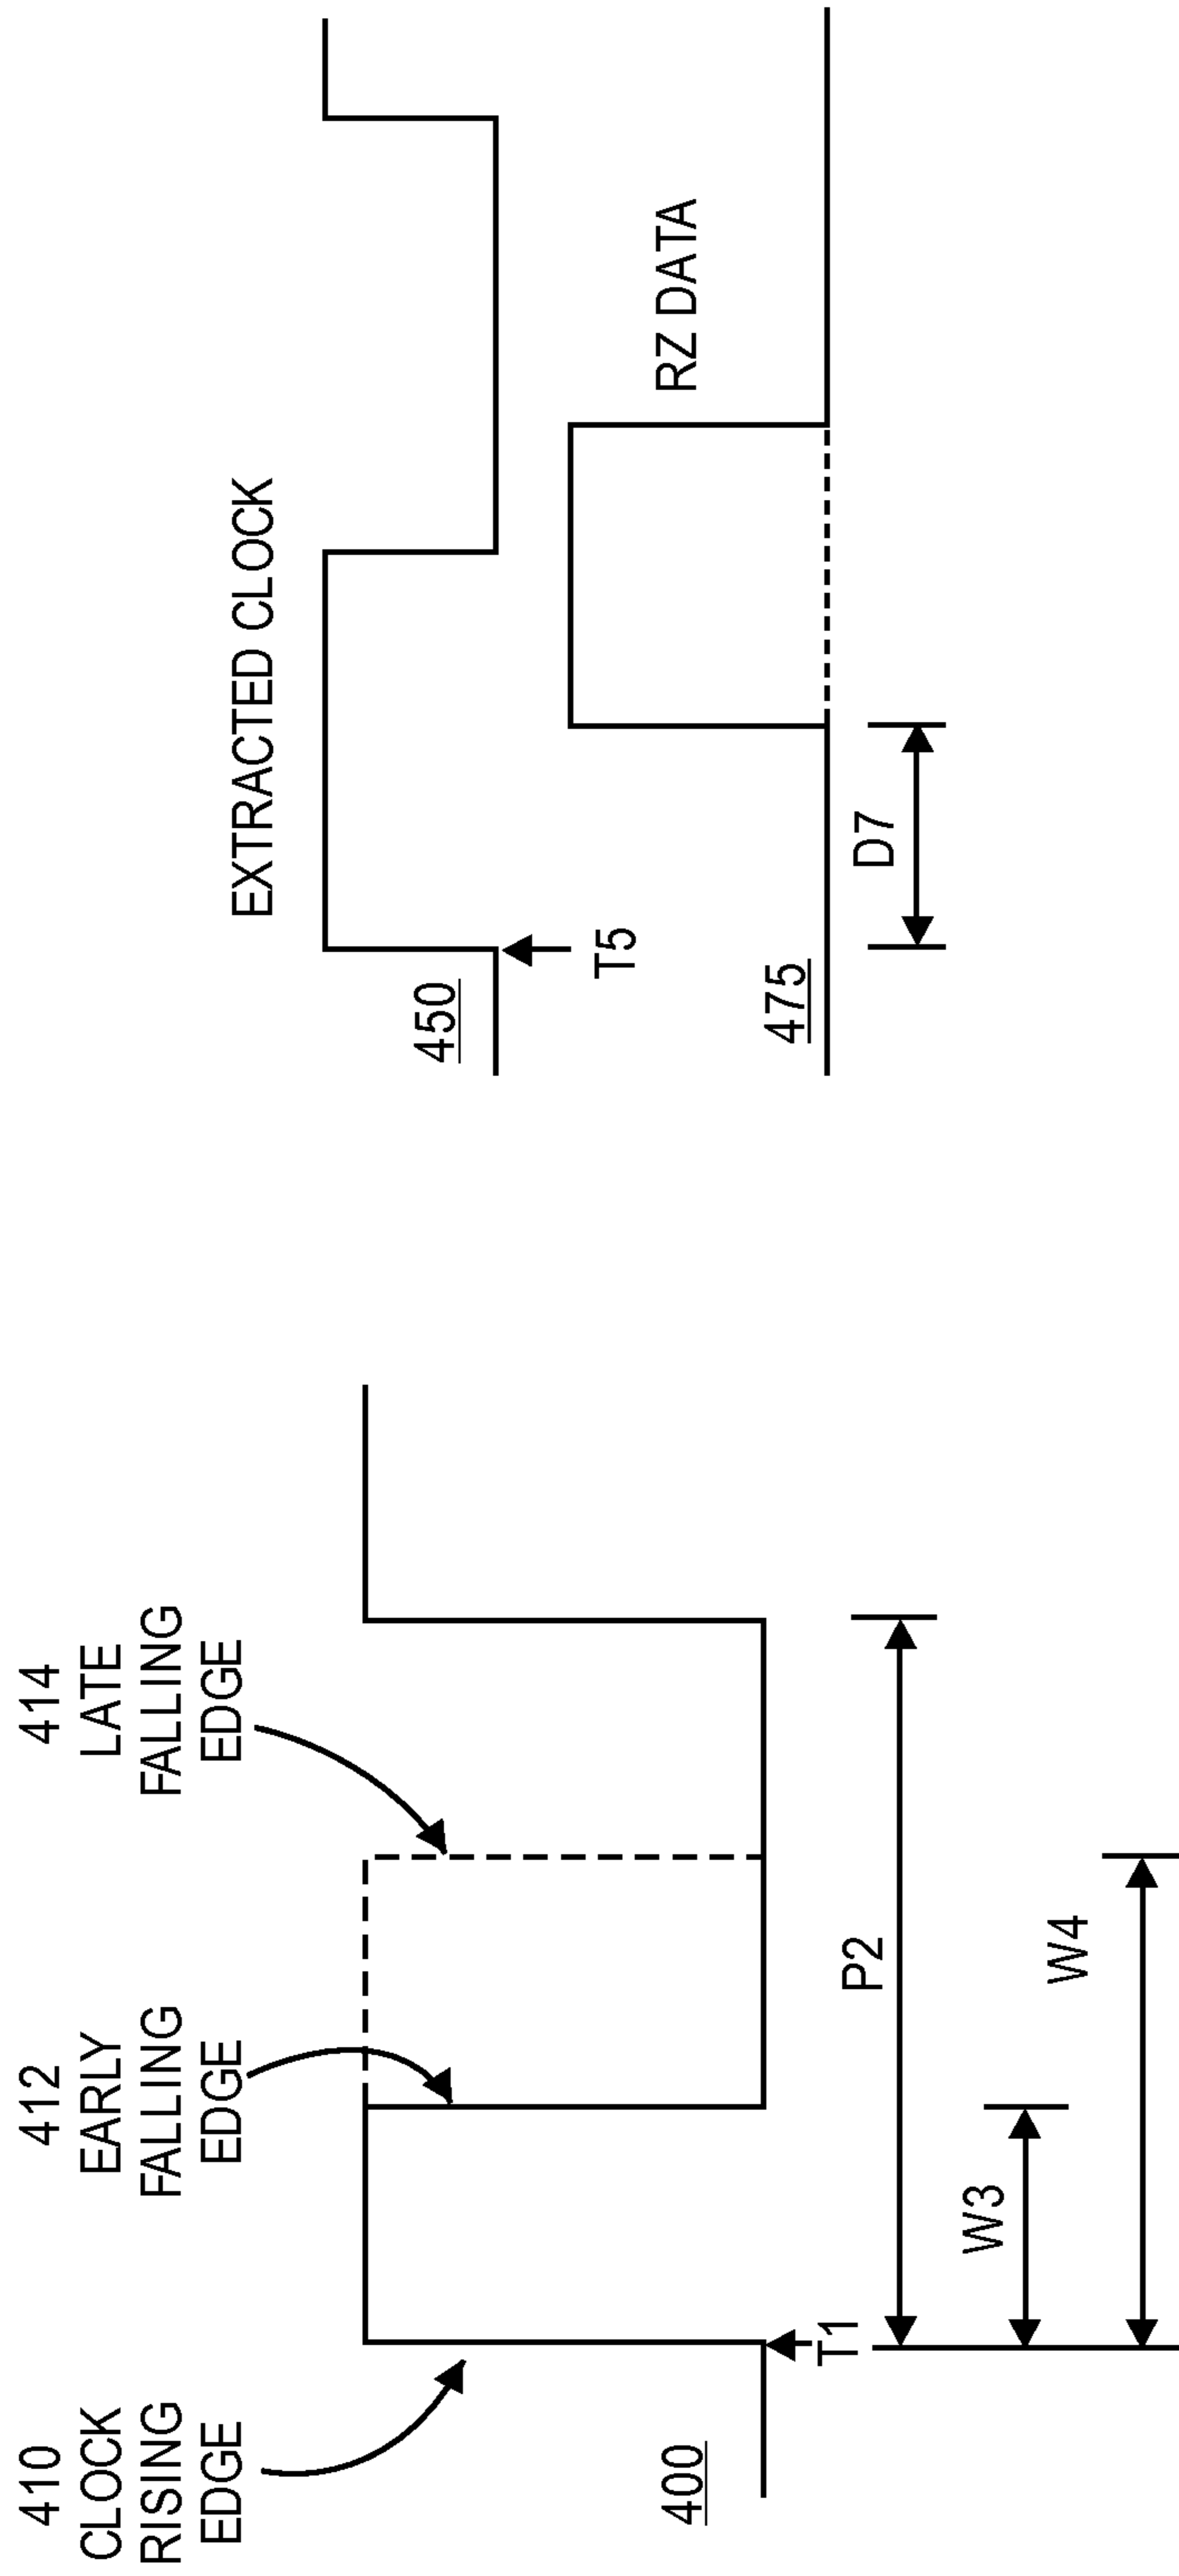 410
CLOCK
RISING
EDGE
412
EARLY
FALLING
EDGE
414
LATE
FALLING
EDGE
400
T1
P2
W3
W4
EXTRACTED CLOCK
450
T5
RZ DATA
475
D7